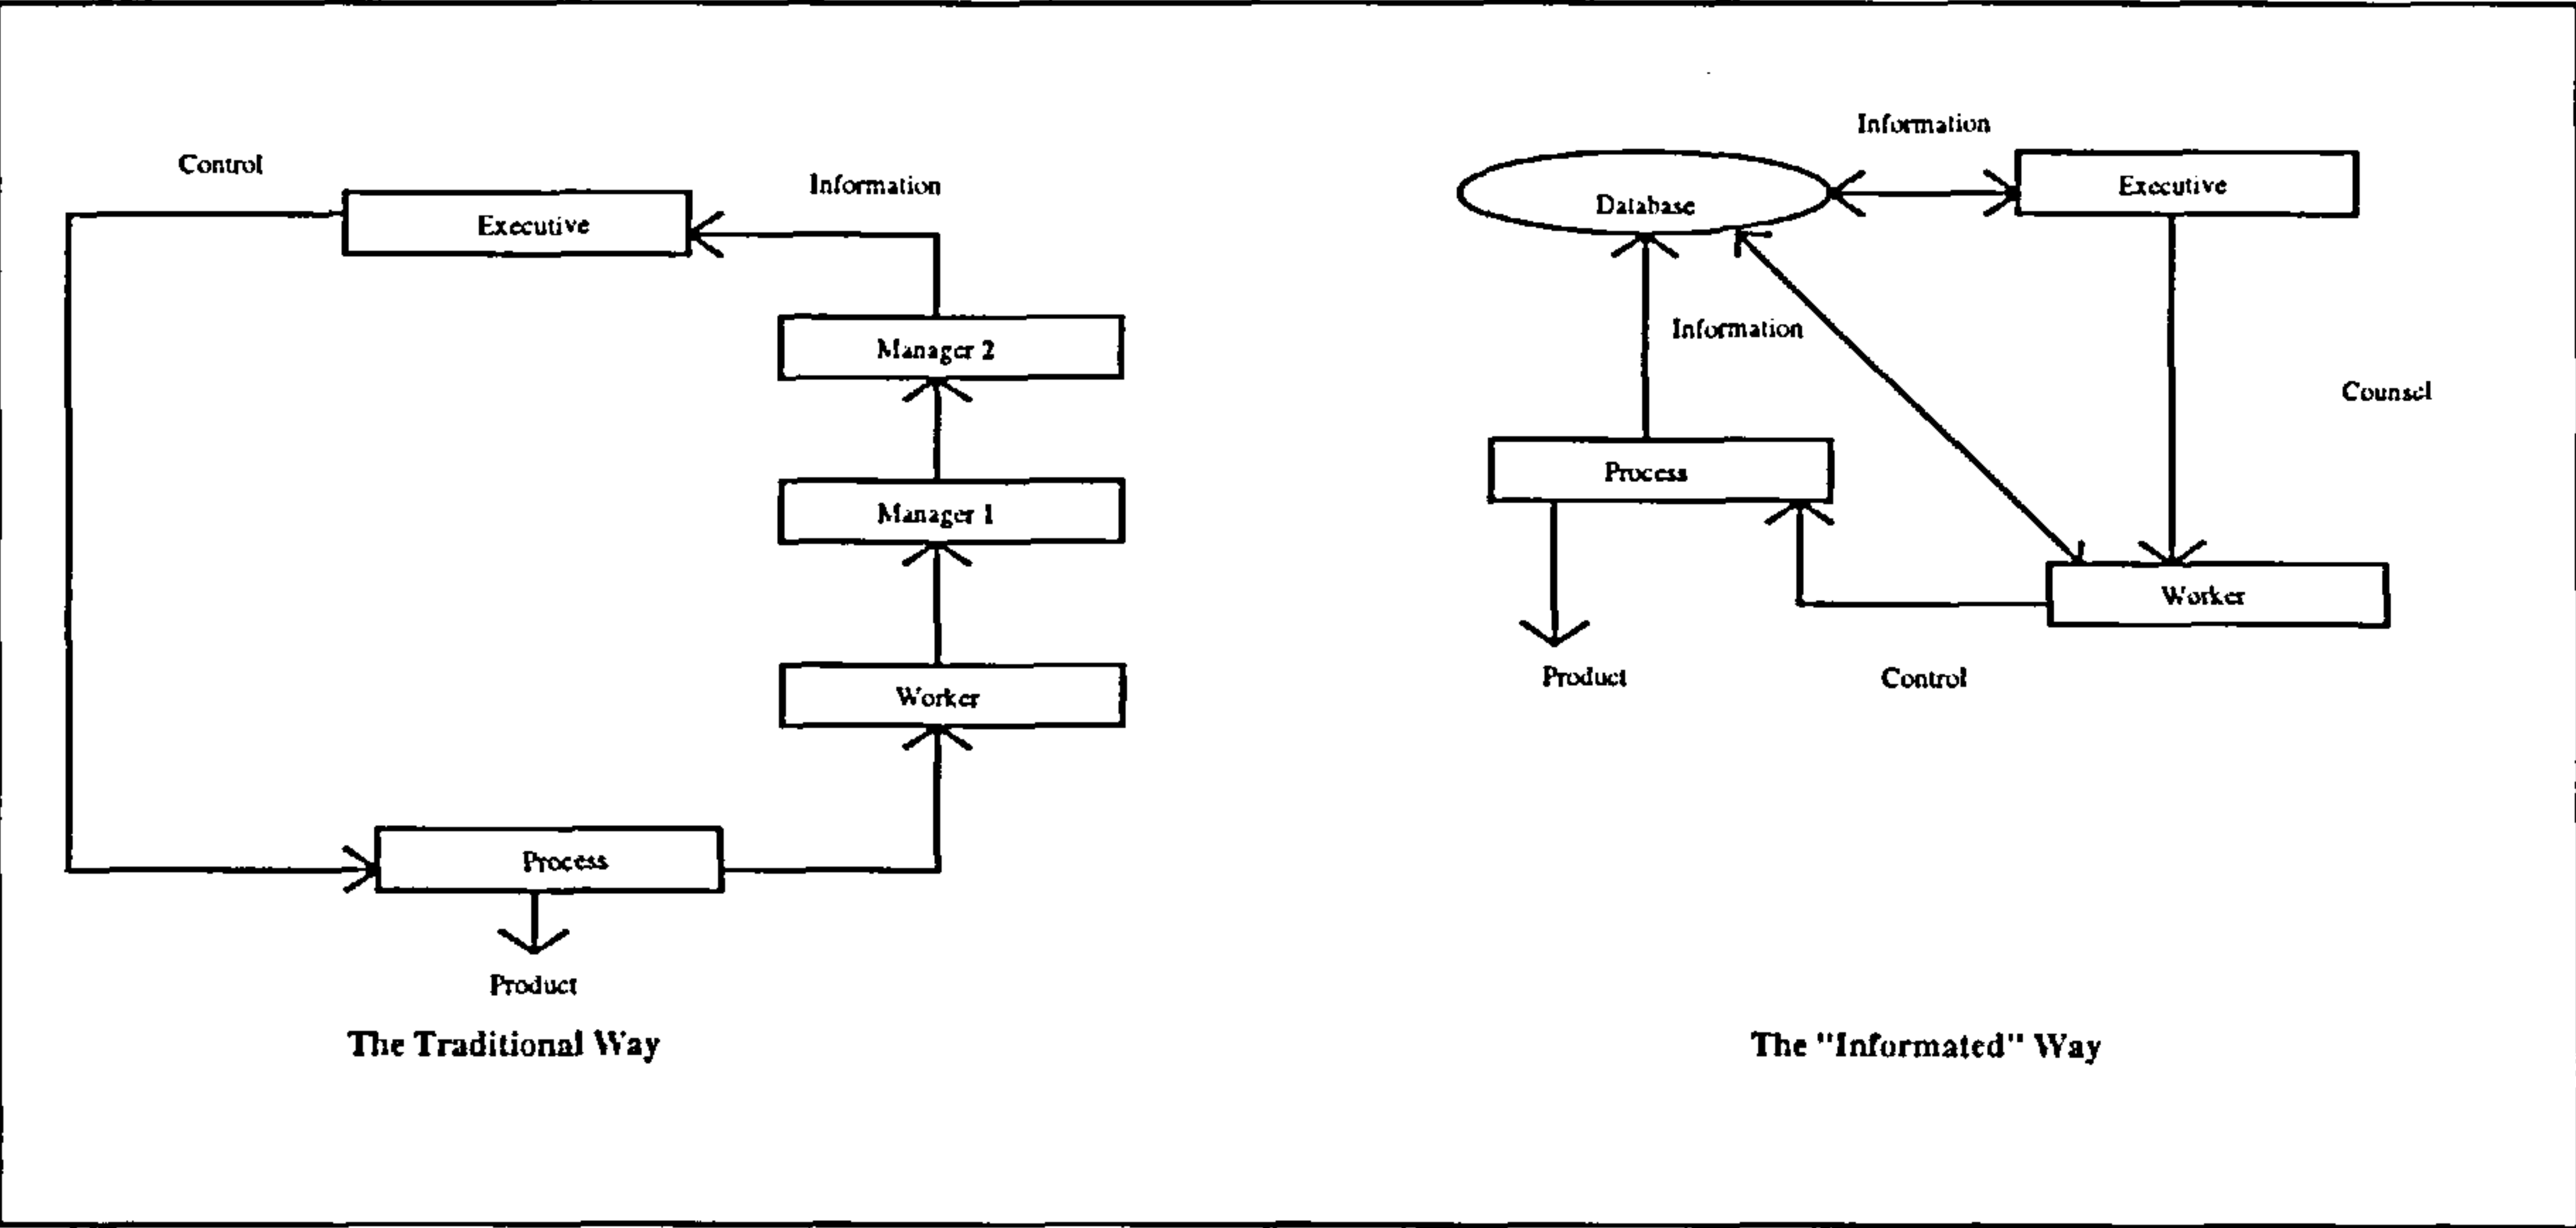 Control
Information
Executive
Manager 2
Manager 1
Worker
Process
Product
The Traditional Way
Information
Database
Executive
Information
Counsel
Process
Worker
Product
Control
The "Informated" Way